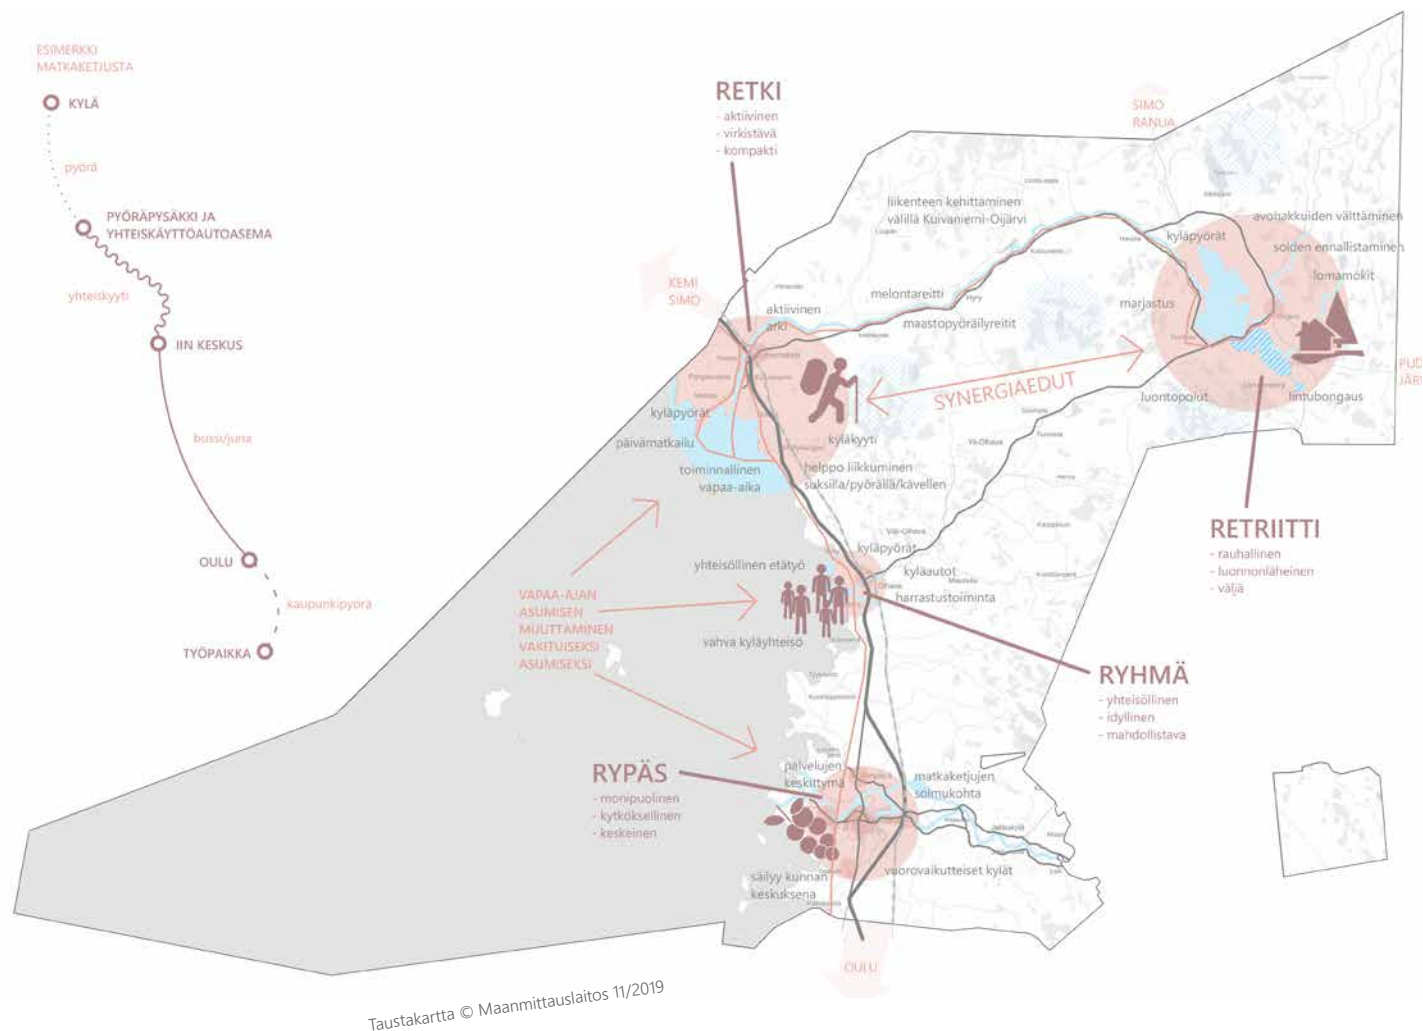 ESIMERKKI
MATKAKETJUSTA
KYLÄ
pyörä
PYÖRÄPYSÄKKI JA
YHTEISKÄYTTÖAUTOASEMA
yhteiskyyti
IIN KESKUS
bussi/juna
OULU
kaupunkipyörä
TYÖPAIKKA
RETKI
- aktiivinen
- virkistävä
- kompakti
SIMO
RANUA
liikenteen kehittäminen
välillä Kuivaniemi-Oijärvi
kyläpyörät
avohakkuiden välttäminen
soiden ennallistaminen
lomamökit
KEMI
SIMO
aktiivinen
arki
melontareitti
Hyry
maastopyöräilyreitit
marjastus
SYNERGIAEDUT
luontopolut
lintubongaus
kyläpyörät
päivämatkailu
toiminnallinen
vapaa-aika
kyläkyyti
helppo liikkuminen
suksilla/pyörällä/kävellen
RETRIITTI
- rauhallinen
- luonnonläheinen
- väljä
VAPAA-AJAN
ASUMISEN
MUUTTAMINEN
VAKITUISEKSI
ASUMISEKSI
yhteisöllinen etätyö
vahva kyläyhteisö
kyläpyörät
kyläautot
harrastustoiminta
RYHMÄ
- yhteisöllinen
- idyllinen
- mahdollistava
RYPÄS
- monipuolinen
- kytköksellinen
- keskeinen
palvelujen
keskittymä
matkaketjujen
solmukohta
säilyy kunnan
keskuksena
vuorovaikutteiset kylät
OULU
Taustakartta © Maanmittauslaitos 11/2019